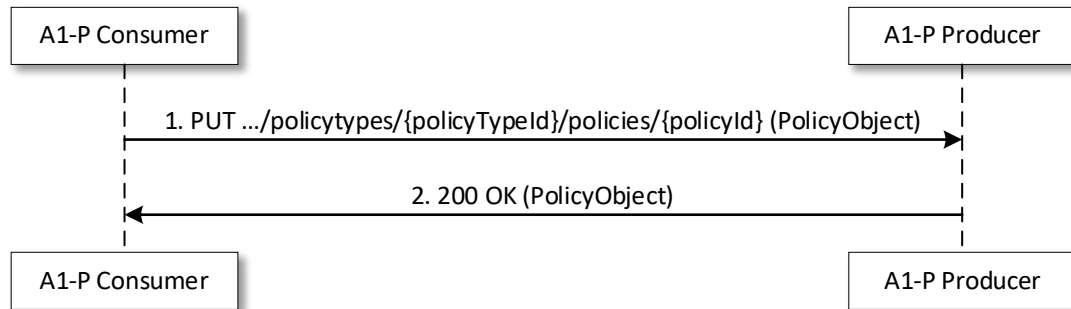 A1-P Consumer
A1-P Producer
1. PUT .../policytypes/{policyTypeId}/policies/{policyId} (PolicyObject)
2. 200 OK (PolicyObject)
A1-P Consumer
A1-P Producer